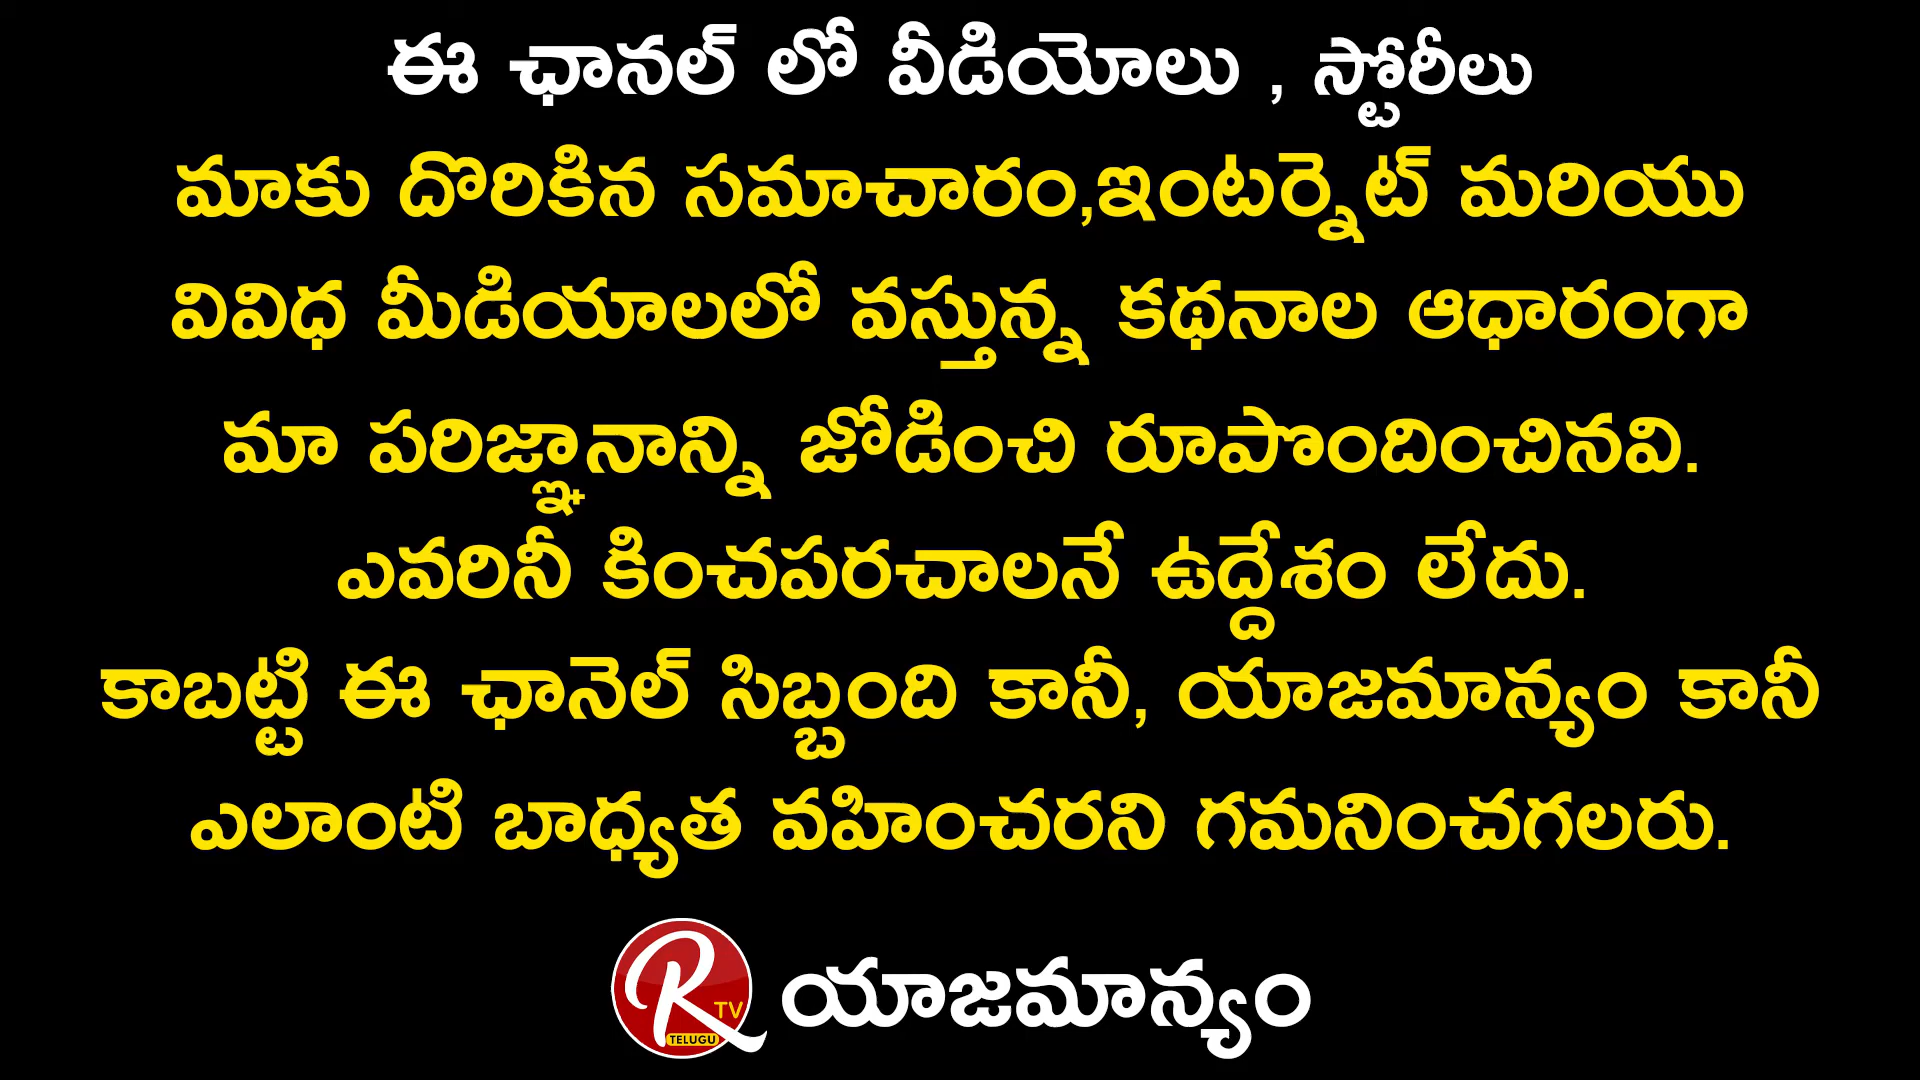 ఈ ఛానల్ లో వీడియోలు , స్టోరీలు
మాకు దొరికిన సమాచారం,ఇంటర్నెట్ మరియు
వివిధ మీడియాలలో వస్తున్న కథనాల ఆధారంగా
మా పరిజ్ఞానాన్ని జోడించి రూపొందించినవి.
ఎవరినీ కించపరచాలనే ఉద్దేశం లేదు.
కాబట్టి ఈ ఛానెల్ సిబ్బంది కానీ, యాజమాన్యం కానీ
ఎలాంటి బాధ్యత వహించరని గమనించగలరు.
R TV TELUGU యాజమాన్యం